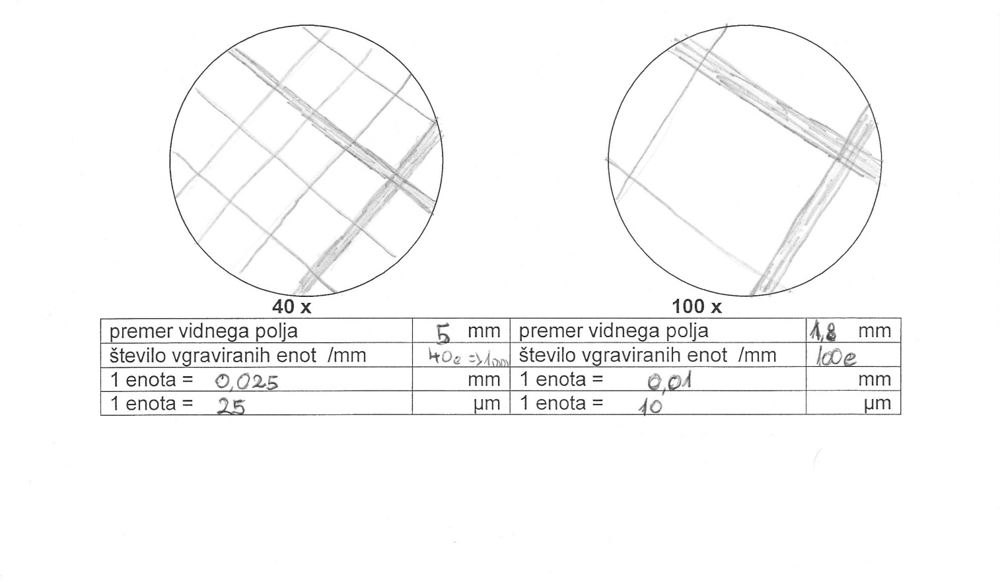 40 x 100 x
premer vidnega polja 5 mm premer vidnega polja 1,8 mm
število vgraviranih enot /mm 40e => 1mm število vgraviranih enot /mm 100e
1 enota = 0,025 mm 1 enota = 0,01 mm
1 enota = 25 µm 1 enota = 10 µm